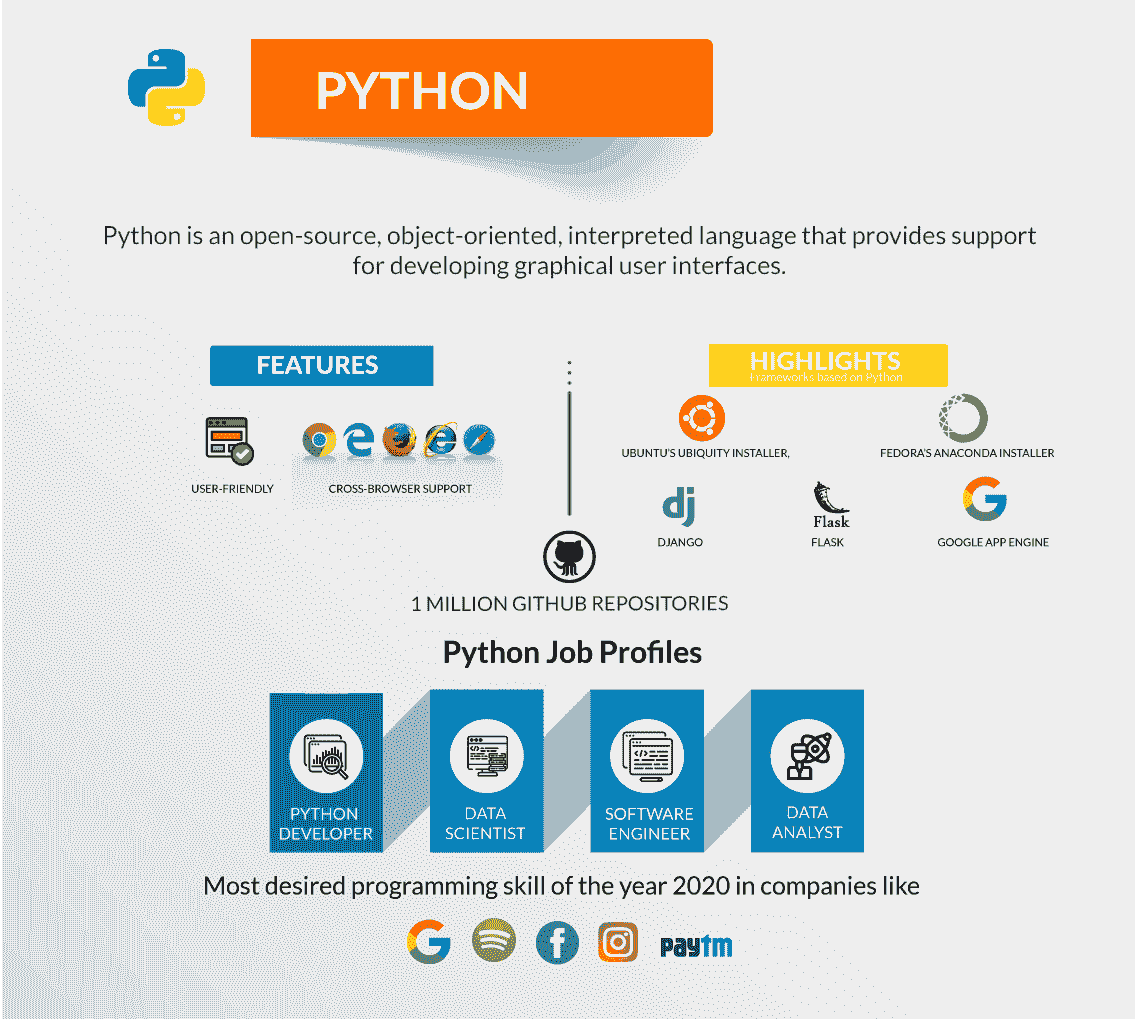 PYTHON
Python is an open-source, object-oriented, interpreted language that provides support
for developing graphical user interfaces.
FEATURES
USER-FRIENDLY
CROSS-BROWSER SUPPORT
HIGHLIGHTS
Frameworks based on Python
UBUNTU'S UBIQUITY INSTALLER,
FEDORA'S ANACONDA INSTALLER
dj
Flask
DJANGO
FLASK
GOOGLE APP ENGINE
1 MILLION GITHUB REPOSITORIES
Python Job Profiles
PYTHON
DEVELOPER
DATA
SCIENTIST
SOFTWARE
ENGINEER
DATA
ANALYST
Most desired programming skill of the year 2020 in companies like
paytm